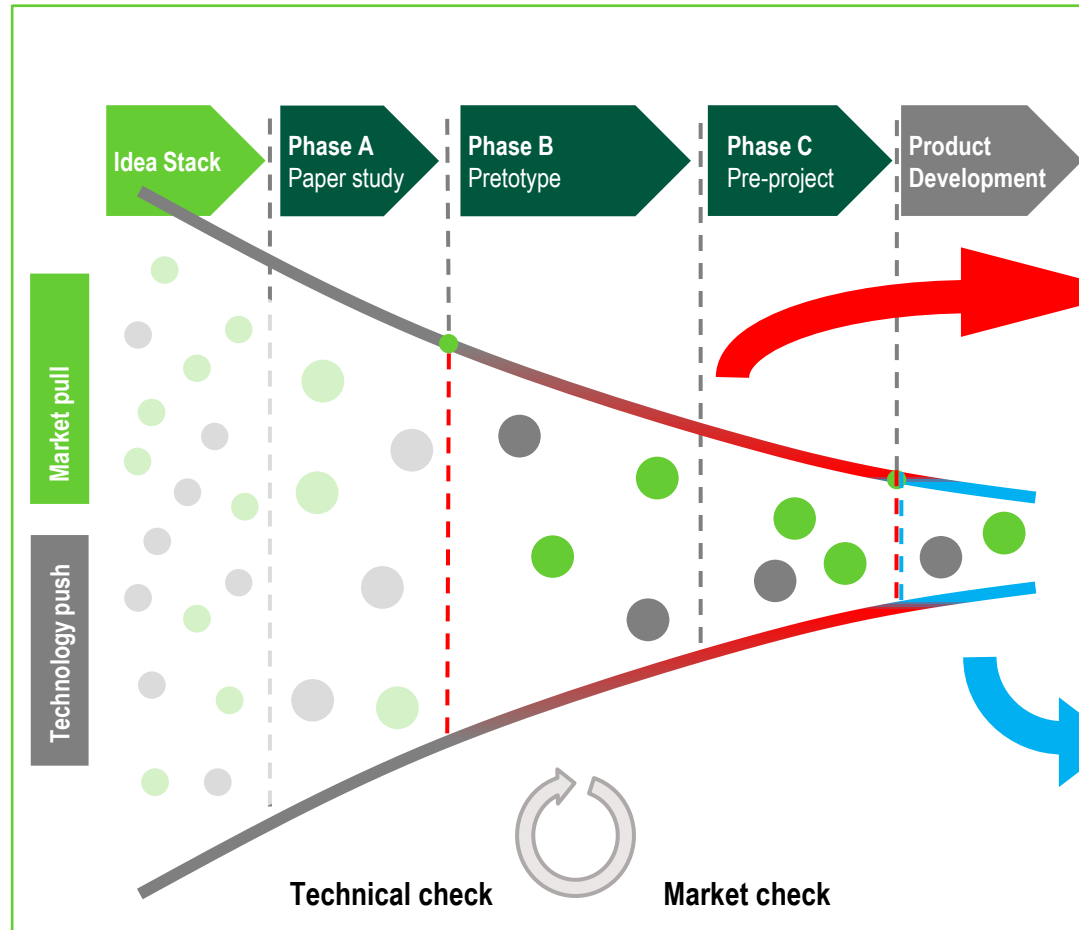 Idea Stack
Phase A
Paper study
Phase B
Pretotype
Phase C
Pre-project
Product
Development
Market pull
Technology push
Technical check
Market check